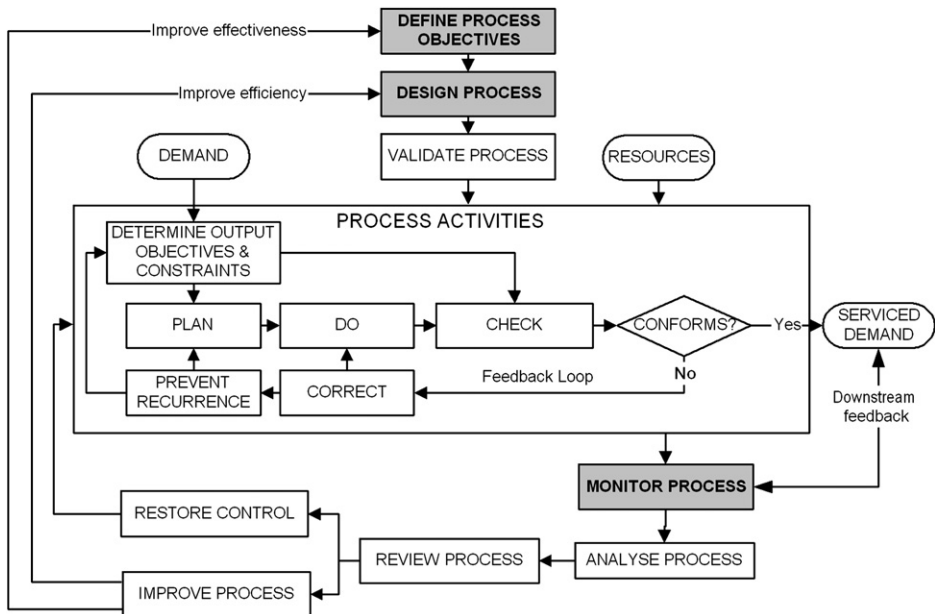 Improve effectiveness
DEFINE PROCESS
OBJECTIVES
Improve efficiency
DESIGN PROCESS
DEMAND
VALIDATE PROCESS
RESOURCES
PROCESS ACTIVITIES
DETERMINE OUTPUT
OBJECTIVES &
CONSTRAINTS
PLAN
DO
CHECK
CONFORMS?
Yes
SERVICED
DEMAND
PREVENT
RECURRENCE
CORRECT
Feedback Loop
No
Downstream
feedback
MONITOR PROCESS
RESTORE CONTROL
REVIEW PROCESS
ANALYSE PROCESS
IMPROVE PROCESS